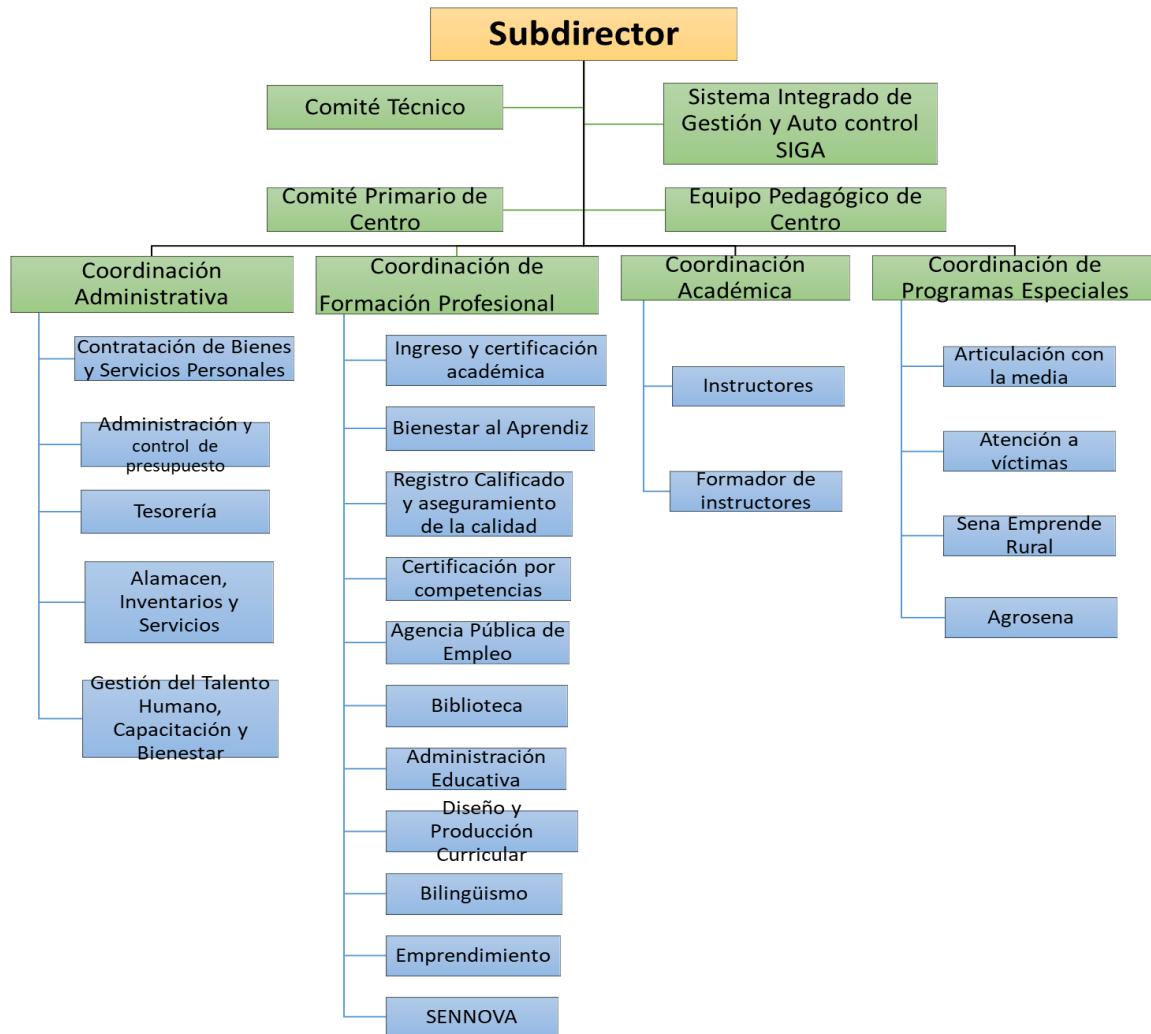 Subdirector
Comité Técnico
Sistema Integrado de
Gestión y Auto control
SIGA
Comité Primario de
Centro
Equipo Pedagógico de
Centro
Coordinación
Administrativa
Contratación de Bienes
y Servicios Personales
Administración y
control de
presupuesto
Tesorería
Alamacen,
Inventarios y
Servicios
Gestión del Talento
Humano,
Capacitación y
Bienestar
Coordinación de
Formación Profesional
Ingreso y certificación
académica
Bienestar al Aprendiz
Registro Calificado
y aseguramiento
de la calidad
Certificación por
competencias
Agencia Pública de
Empleo
Biblioteca
Administración
Educativa
Diseño y
Producción
Curricular
Bilingüismo
Emprendimiento
SENNOVA
Coordinación
Académica
Instructores
Formador de
instructores
Coordinación de
Programas Especiales
Articulación con
la media
Atención a
víctimas
Sena Emprende
Rural
Agrosena